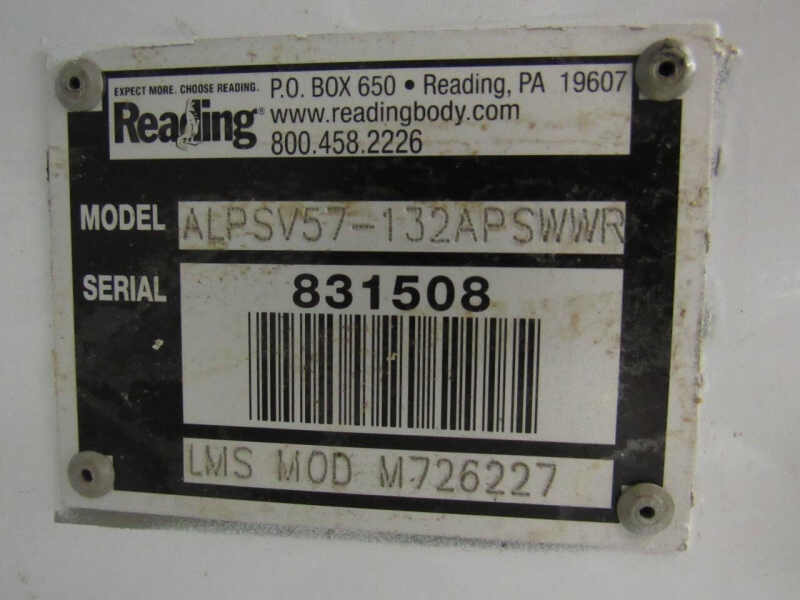 EXPECT MORE. CHOOSE READING.
Reading®
P.O. BOX 650 • Reading, PA 19607
www.readingbody.com
800.458.2226
MODEL ALPSV57-132APSWWR
SERIAL 831508
LMS MOD M726227